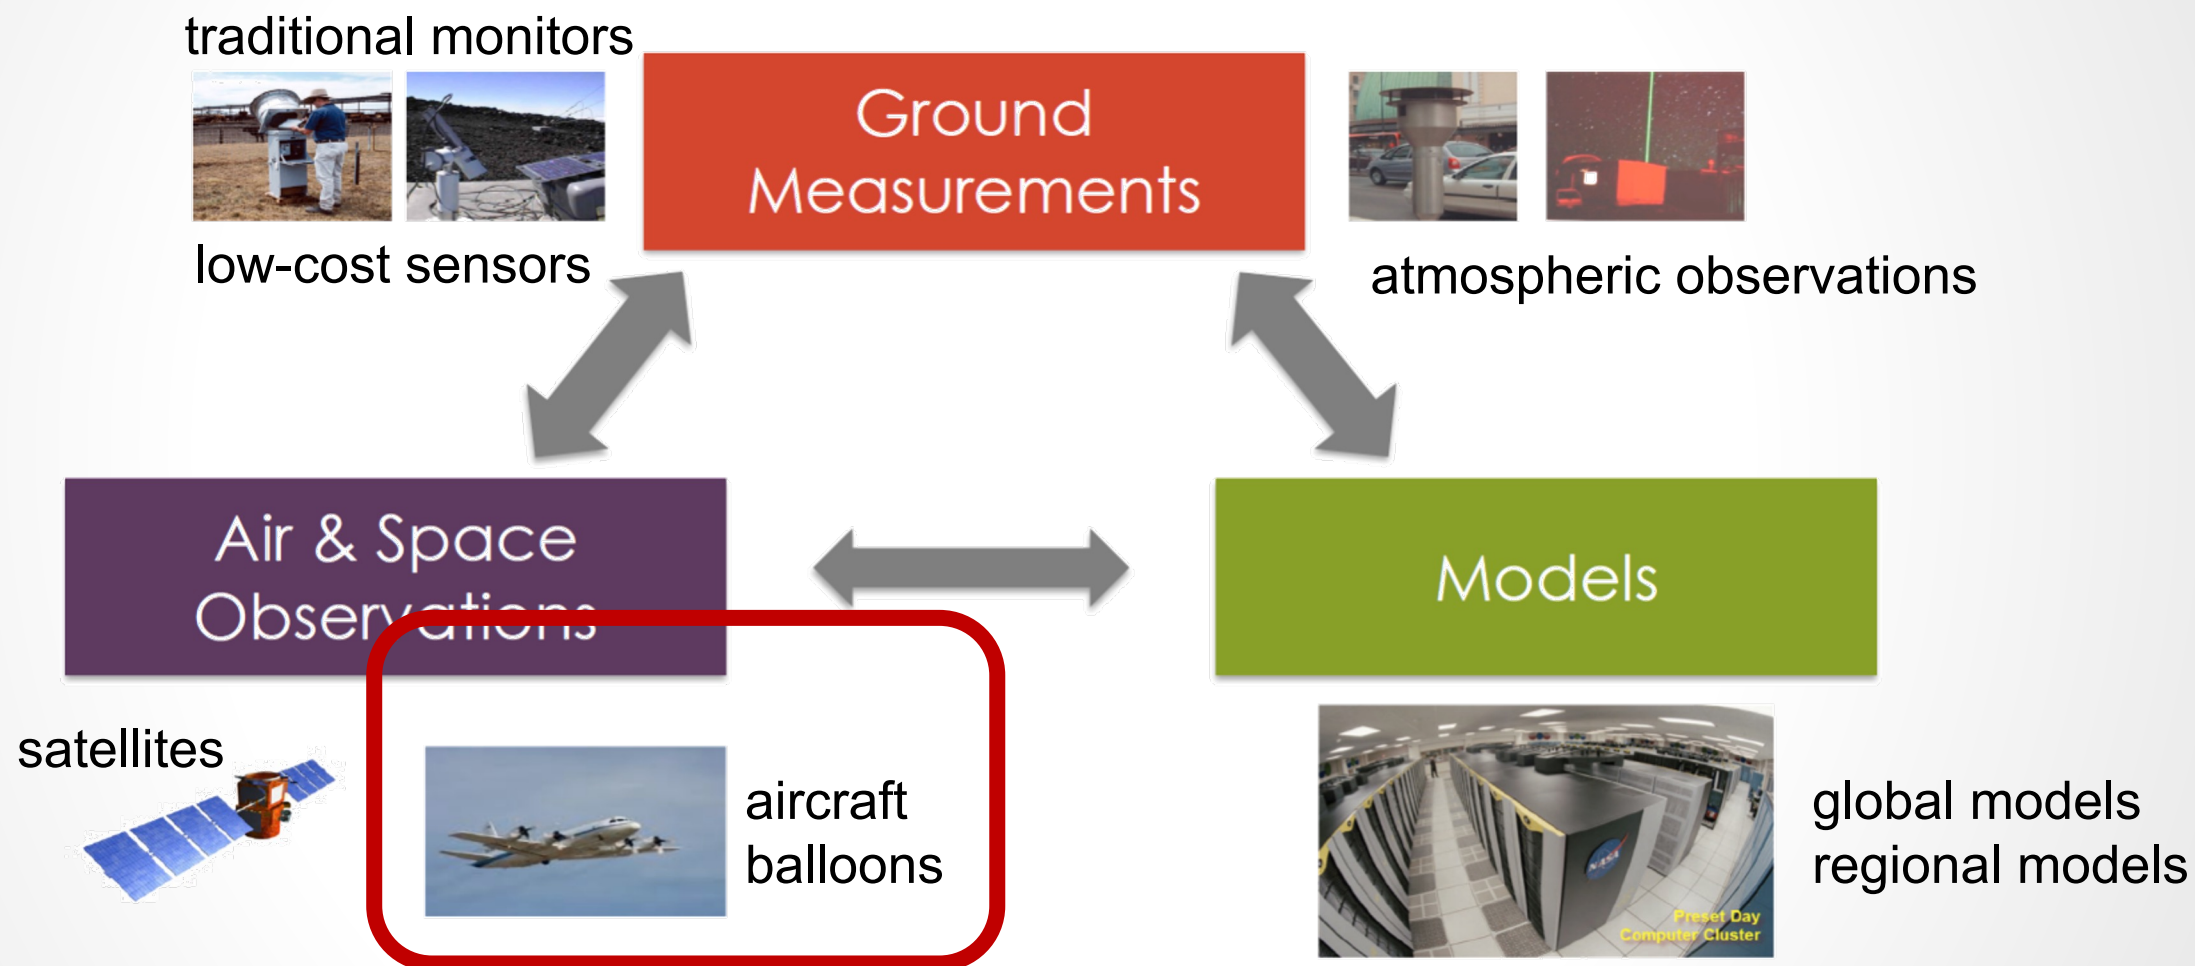 traditional monitors
Ground
Measurements
low-cost sensors
atmospheric observations
Air & Space
Observations
Models
satellites
aircraft
balloons
NASA
Preset Day
Computer Cluster
global models
regional models